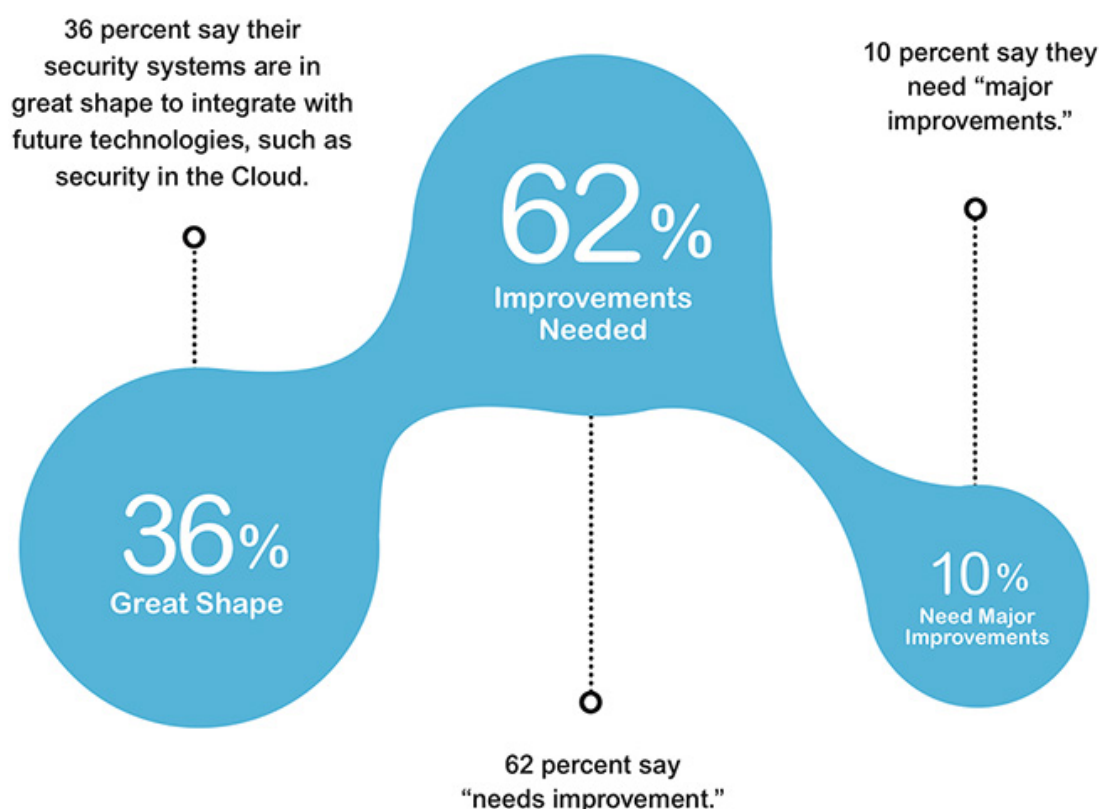 36 percent say their
security systems are in
great shape to integrate with
future technologies, such as
security in the Cloud.
10 percent say they
need “major
improvements.”
62%
Improvements
Needed
36%
Great Shape
10%
Need Major
Improvements
62 percent say
“needs improvement.”